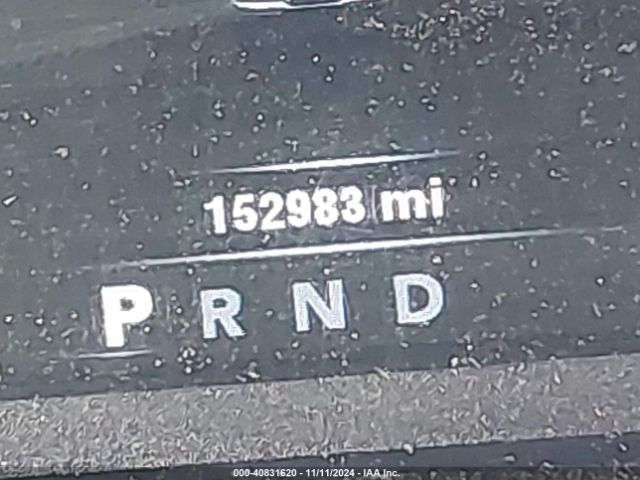 152983 mi
P R N D
000-40831620 - 11/11/2024 - IAA Inc.